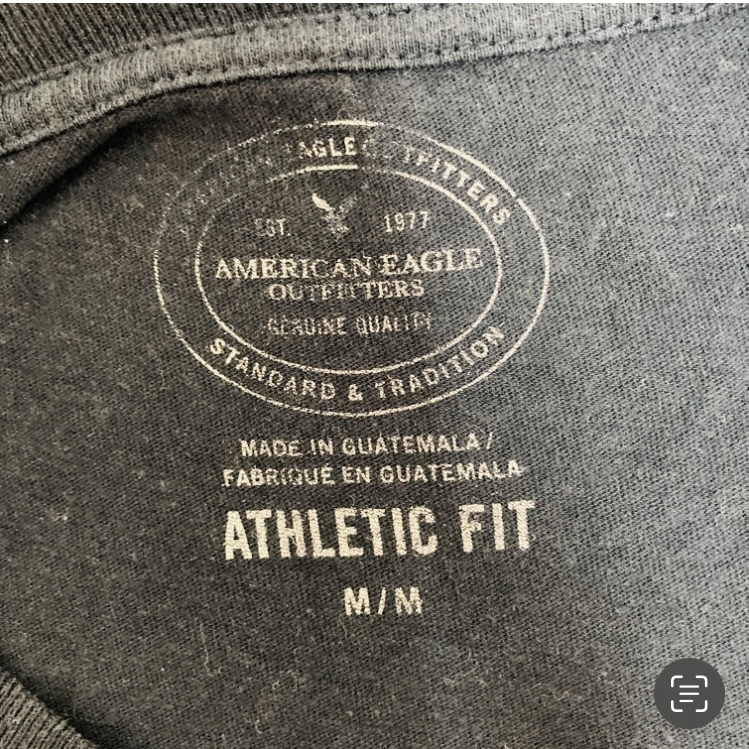 AMERICAN EAGLE OUTFITTERS
EST. 1977
AMERICAN EAGLE
OUTFITTERS
GENUINE QUALITY
STANDARD & TRADITION
MADE IN GUATEMALA /
FABRIQUÉ EN GUATEMALA
ATHLETIC FIT
M/M